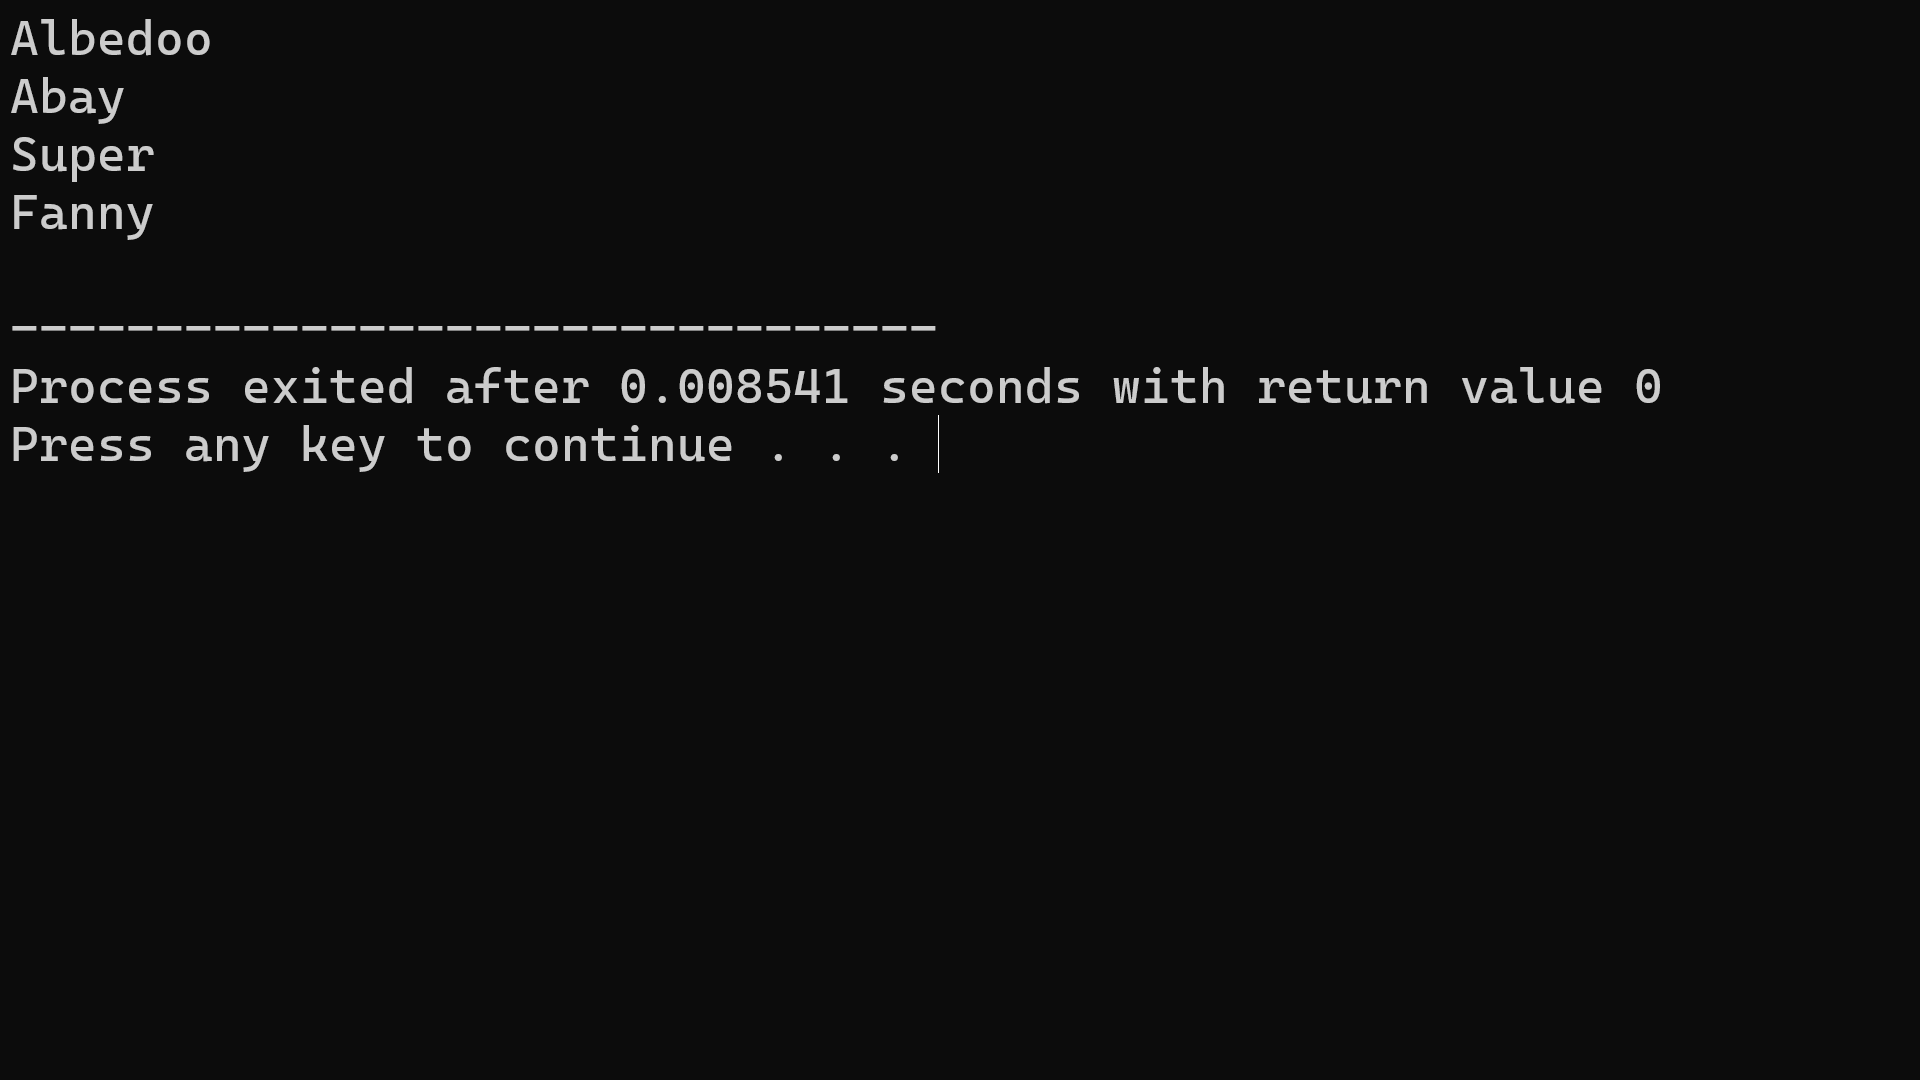 Albedoo
Abay
Super
Fanny
--------------------------------
Process exited after 0.008541 seconds with return value 0
Press any key to continue . . .